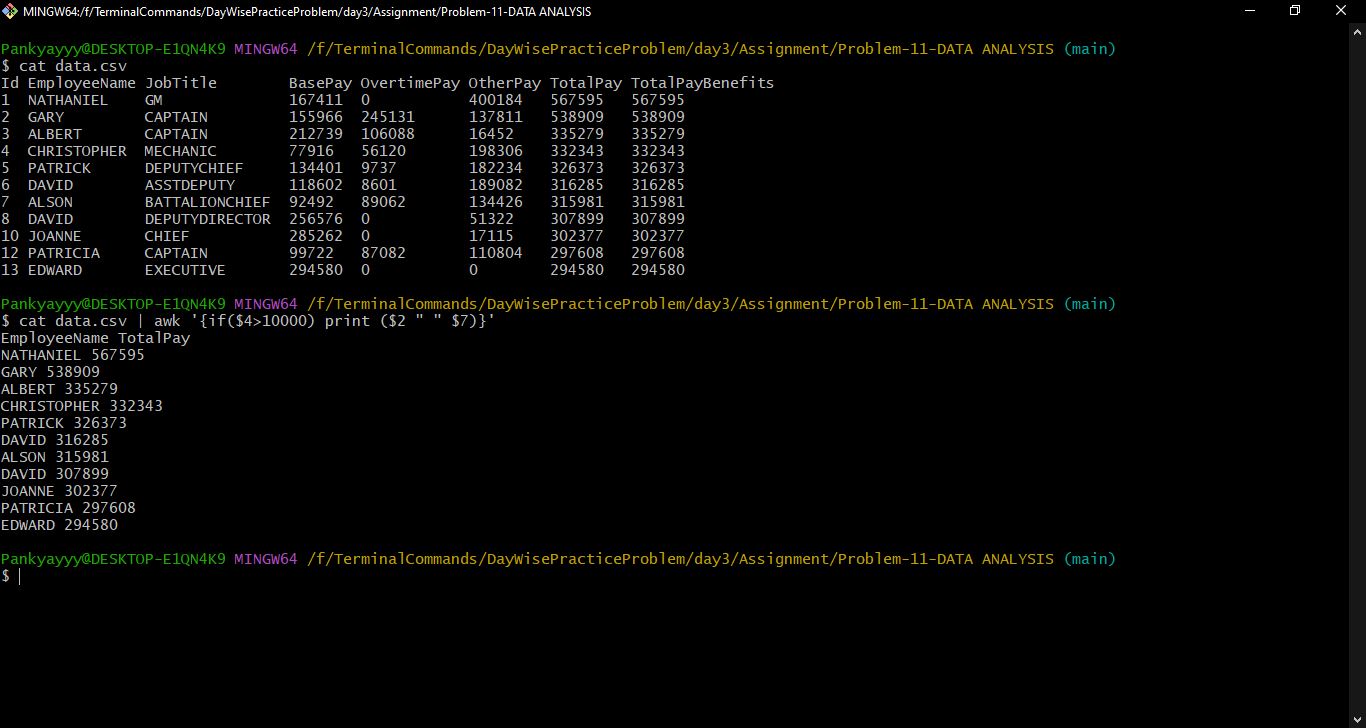 MINGW64:/f/TerminalCommands/DayWisePracticeProblem/day3/Assignment/Problem-11-DATA ANALYSIS
Pankyayyy@DESKTOP-E1QN4K9 MINGW64 /f/TerminalCommands/DayWisePracticeProblem/day3/Assignment/Problem-11-DATA ANALYSIS (main)
$ cat data.csv
Id EmployeeName JobTitle        BasePay OvertimePay OtherPay TotalPay TotalPayBenefits
1  NATHANIEL    GM              167411  0           400184   567595   567595
2  GARY         CAPTAIN         155966  245131      137811   538909   538909
3  ALBERT       CAPTAIN         212739  106088      16452    335279   335279
4  CHRISTOPHER  MECHANIC        77916   56120       198306   332343   332343
5  PATRICK      DEPUTYCHIEF     134401  9737        182234   326373   326373
6  DAVID        ASSTDEPUTY      118602  8601        189082   316285   316285
7  ALSON        BATTALIONCHIEF  92492   89062       134426   315981   315981
8  DAVID        DEPUTYDIRECTOR  256576  0           51322    307899   307899
10 JOANNE       CHIEF           285262  0           17115    302377   302377
12 PATRICIA     CAPTAIN         99722   87082       110804   297608   297608
13 EDWARD       EXECUTIVE       294580  0           0        294580   294580
Pankyayyy@DESKTOP-E1QN4K9 MINGW64 /f/TerminalCommands/DayWisePracticeProblem/day3/Assignment/Problem-11-DATA ANALYSIS (main)
$ cat data.csv | awk '{if($4>10000) print ($2 " " $7)}'
EmployeeName TotalPay
NATHANIEL 567595
GARY 538909
ALBERT 335279
CHRISTOPHER 332343
PATRICK 326373
DAVID 316285
ALSON 315981
DAVID 307899
JOANNE 302377
PATRICIA 297608
EDWARD 294580
Pankyayyy@DESKTOP-E1QN4K9 MINGW64 /f/TerminalCommands/DayWisePracticeProblem/day3/Assignment/Problem-11-DATA ANALYSIS (main)
$